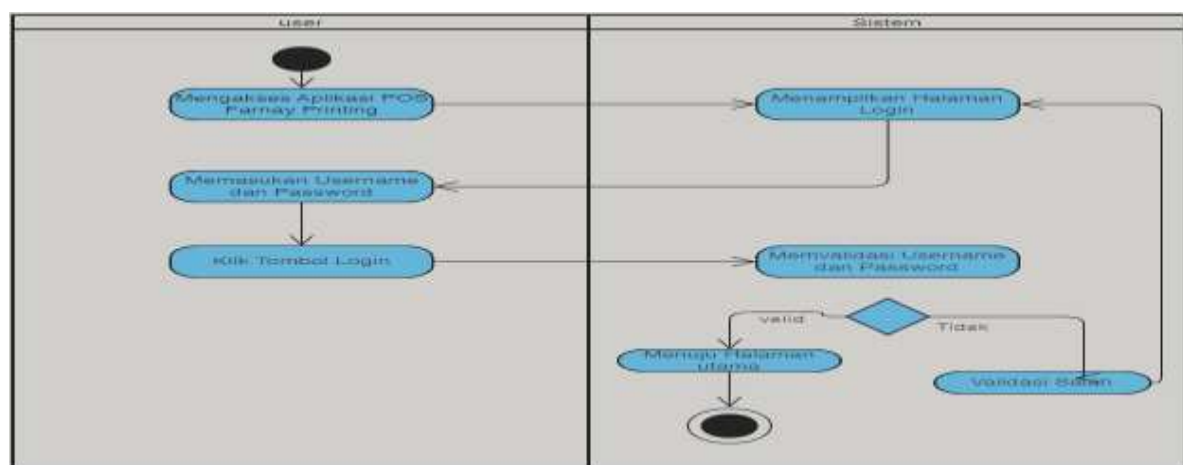 user
Sistem
Mengakses Aplikasi POS
Farnay Printing
Menampilkan Halaman
Login
Memasukan Username
dan Password
Klik Tombol Login
Memvalidasi Username
dan Password
valid
Tidak
Menuju Halaman
utama
Validasi